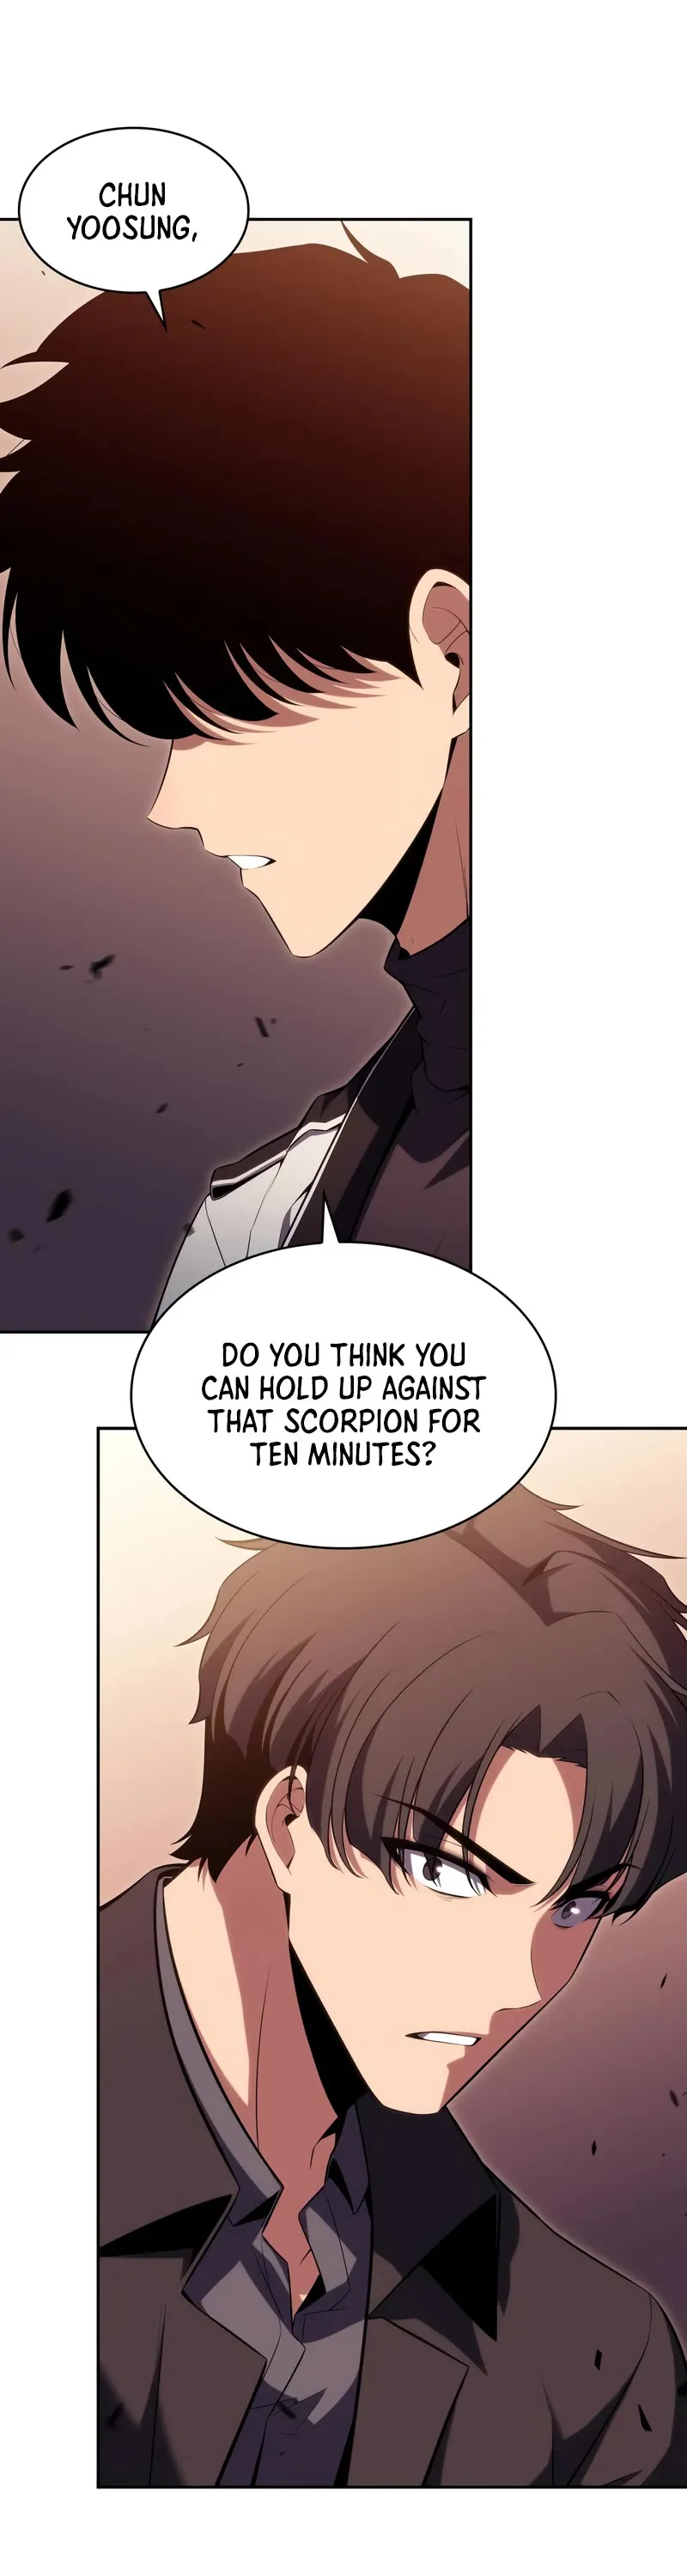 CHUN
YOOSUNG,
DO YOU THINK YOU
CAN HOLD UP AGAINST
THAT SCORPION FOR
TEN MINUTES?